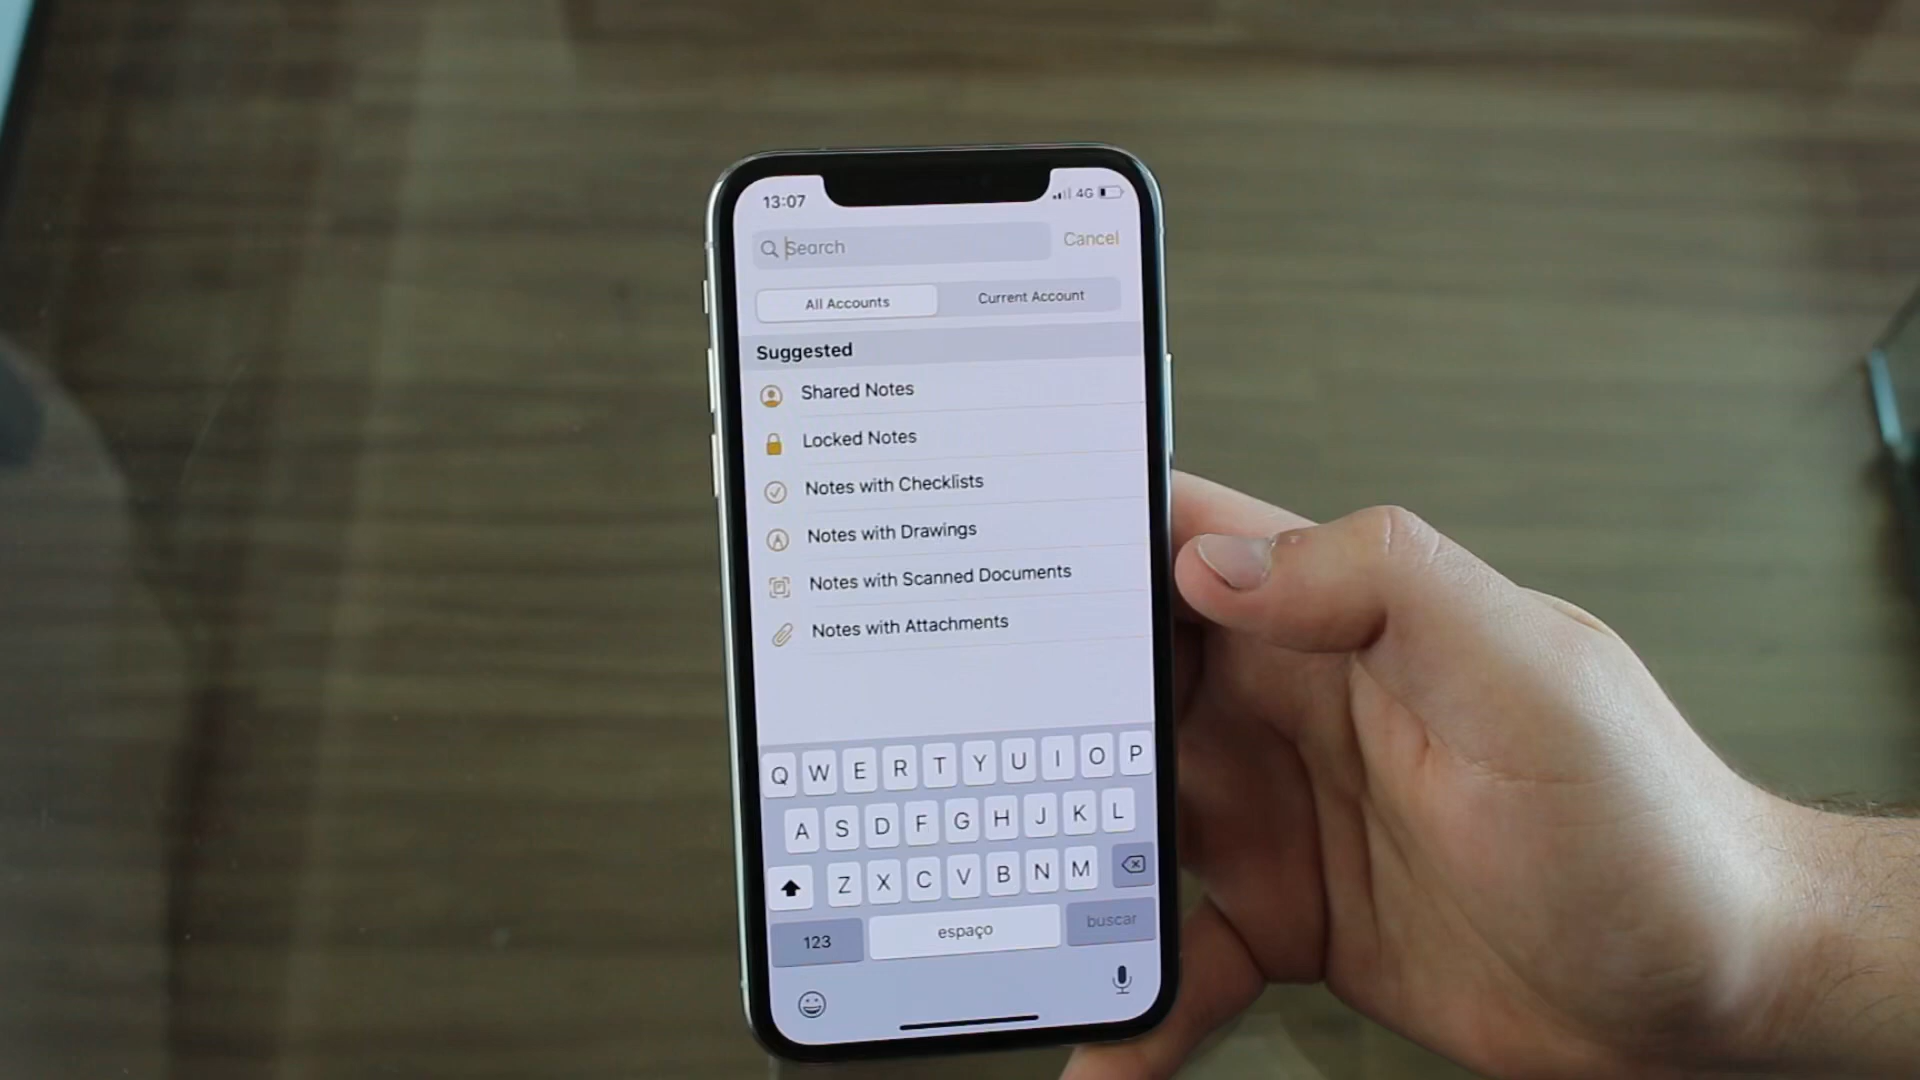 13:07
4G
Search
Cancel
All Accounts
Current Account
Suggested
Shared Notes
Locked Notes
Notes with Checklists
Notes with Drawings
Notes with Scanned Documents
Notes with Attachments
Q W E R T Y U I O P
A S D F G H J K L
Z X C V B N M
123
espaço
buscar